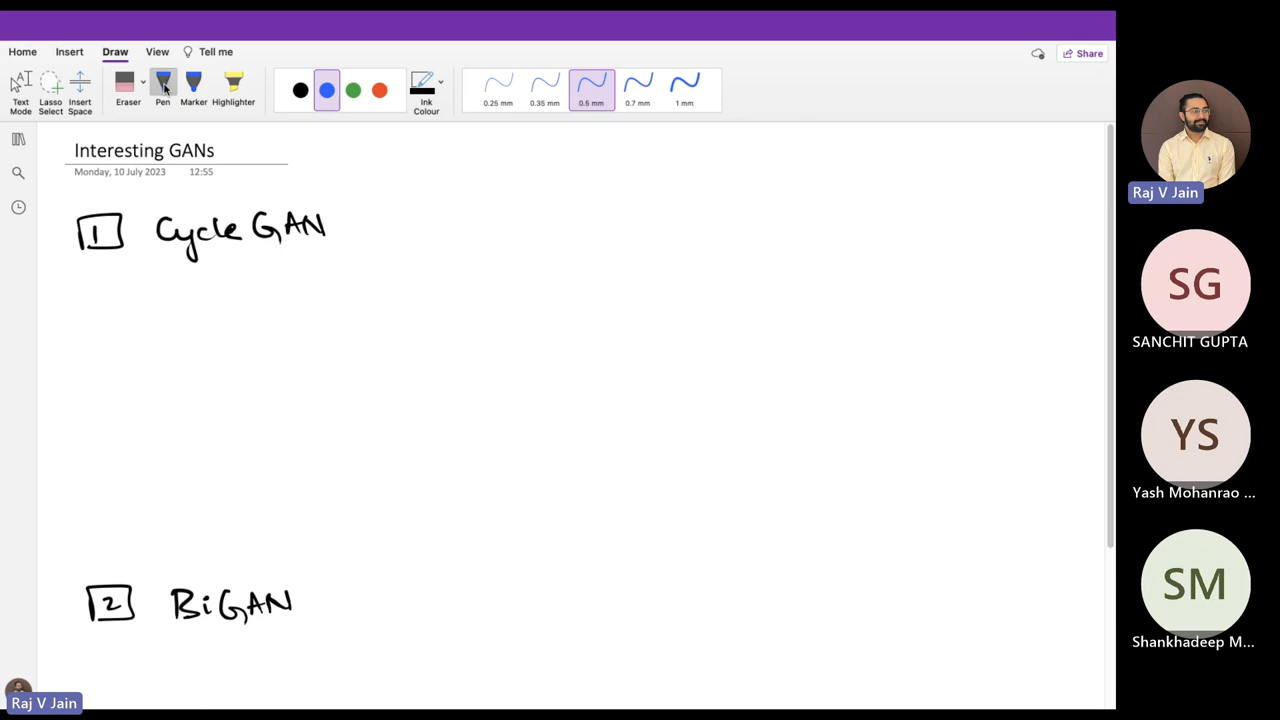 Home Insert Draw View Tell me
Share
Text Mode
Lasso Select
Insert Space
Eraser
Pen
Marker
Highlighter
Ink Colour
0.25 mm
0.35 mm
0.5 mm
0.7 mm
1 mm
Interesting GANs
Monday, 10 July 2023 12:55
1 Cycle GAN
2 BiGAN
Raj V Jain
Raj V Jain
SG
SANCHIT GUPTA
YS
Yash Mohanrao ...
SM
Shankhadeep M...